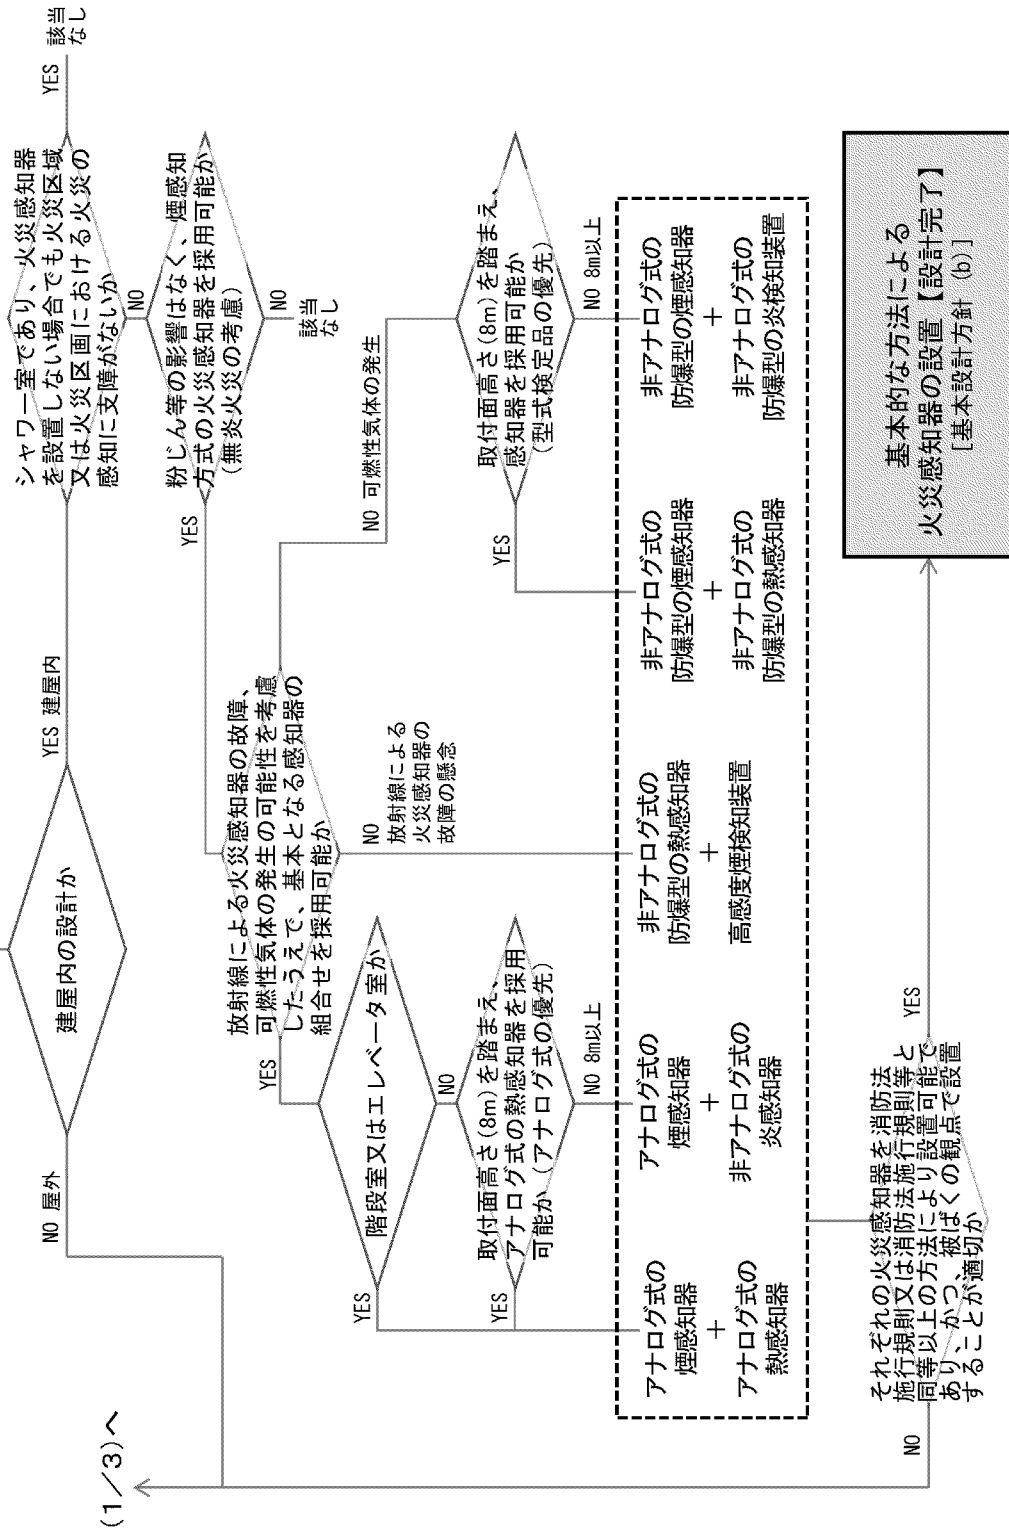 (1/3)へ
NO 屋外
建屋内の設計か
YES 建屋内
シャワー室であり、火災感知器
を設置しない場合でも火災区域
又は火災区画における火災の
感知に支障がないか
YES
該当
なし
NO
粉じん等の影響はなく、煙感知
方式の火災感知器を採用可能か
(無炎火災の考慮)
NO
該当
なし
YES
放射線による火災感知器の故障、
可燃性気体の発生の可能性を考慮
したうえで、基本となる感知器の
組合せを採用可能か
YES
NO
放射線による
火災感知器の
故障の懸念
NO 可燃性気体の発生
階段室又はエレベータ室か
YES
NO
取付面高さ(8m)を踏まえ、
アナログ式の熱感知器を採用
可能か(アナログ式の優先)
YES
NO 8m以上
取付面高さ(8m)を踏まえ、
感知器を採用可能か
(型式検定品の優先)
YES
NO 8m以上
アナログ式の
煙感知器
+
アナログ式の
熱感知器
アナログ式の
煙感知器
+
非アナログ式の
炎感知器
非アナログ式の
防爆型の熱感知器
+
高感度煙検知装置
非アナログ式の
防爆型の煙感知器
+
非アナログ式の
防爆型の熱感知器
非アナログ式の
防爆型の煙感知器
+
非アナログ式の
防爆型の炎検知装置
それぞれの火災感知器を消防法
施行規則又は消防法施行規則等と
同等以上の方法により設置可能で
あり、かつ、被ばくの観点で設置
することが適切か
NO
YES
基本的な方法による
火災感知器の設置【設計完了】
[基本設計方針 (b)]